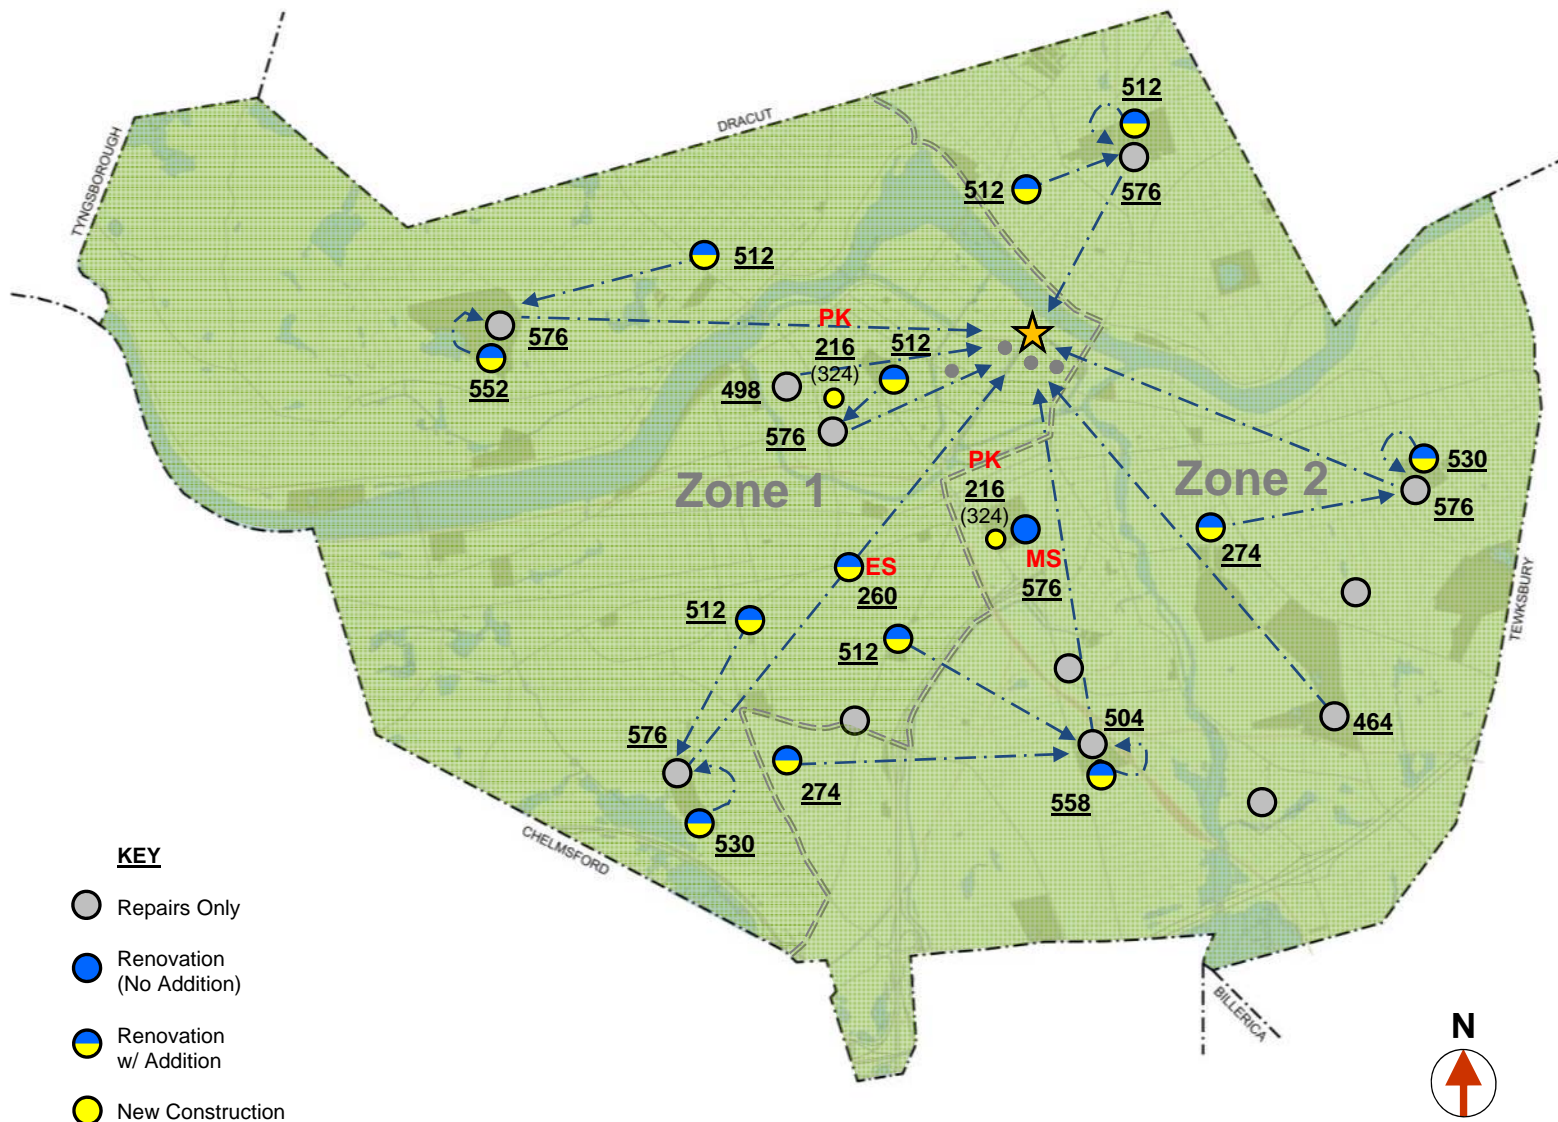 512
DRACUT
TYNGSBOROUGH
576
512
512
PK
216
(324)
512
576
552
498
576
PK
216
(324)
Zone 1
Zone 2
530
576
274
ES
260
MS
576
512
512
TEWKSBURY
504
464
576
274
558
530
CHELMSFORD
BILLERICA
N
KEY
Repairs Only
Renovation
(No Addition)
Renovation
w/ Addition
New Construction